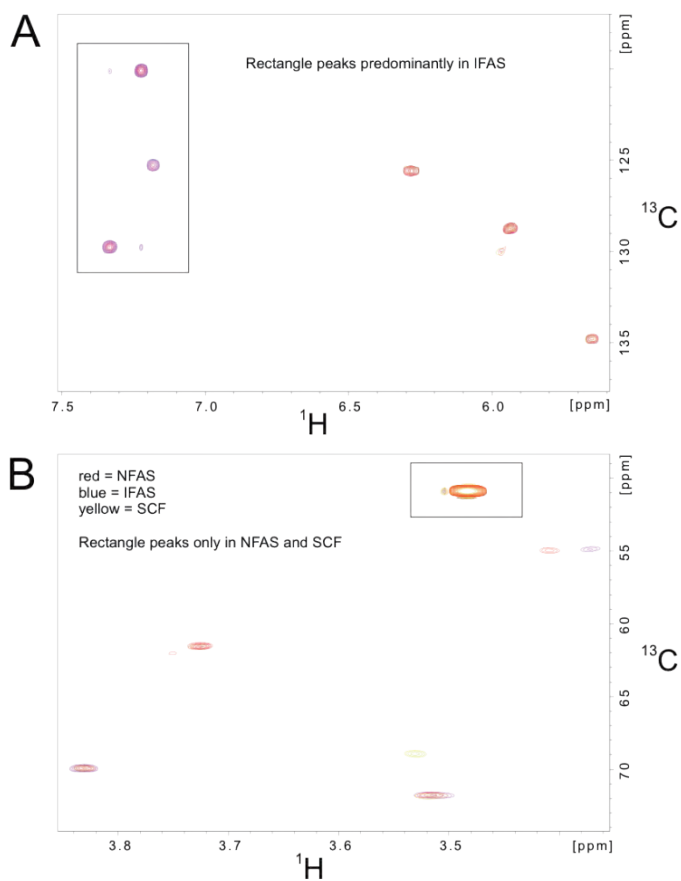 A
Rectangle peaks predominantly in IFAS
[ppm]
125
130
135
13C
7.5 7.0 6.5 6.0 [ppm]
1H
B
red = NFAS
blue = IFAS
yellow = SCF
Rectangle peaks only in NFAS and SCF
[ppm]
55
60
65
70
13C
3.8 3.7 3.6 3.5 [ppm]
1H